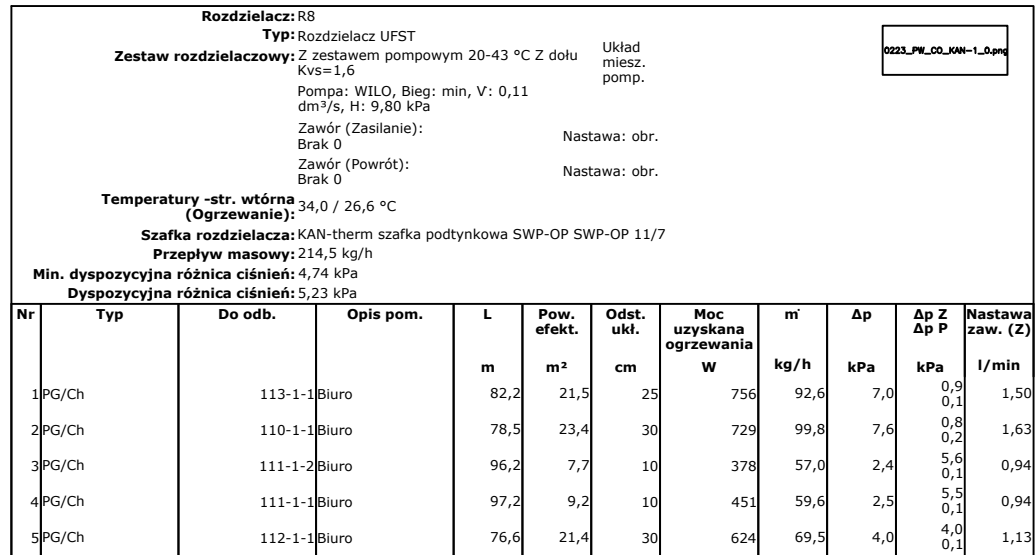 Rozdzielacz: R8
Typ: Rozdzielacz UFST
Zestaw rozdzielaczowy: Z zestawem pompowym 20-43 °C Z dołu Układ
Kvs=1,6 miesz.
pomp.
0223_PW_CO_KAN-1_0.png
Pompa: WILO, Bieg: min, V̇: 0,11
dm³/s, H: 9,80 kPa
Zawór (Zasilanie):
Brak 0 Nastawa: obr.
Zawór (Powrót):
Brak 0 Nastawa: obr.
Temperatury -str. wtórna
(Ogrzewanie): 34,0 / 26,6 °C
Szafka rozdzielacza: KAN-therm szafka podtynkowa SWP-OP SWP-OP 11/7
Przepływ masowy: 214,5 kg/h
Min. dyspozycyjna różnica ciśnień: 4,74 kPa
Dyspozycyjna różnica ciśnień: 5,23 kPa
Nr Typ Do odb. Opis pom. L Pow. Odst. Moc ṁ Δp Δp Z Nastawa
efekt. ukł. uzyskana Δp P zaw. (Z)
ogrzewania
m m² cm W kg/h kPa kPa l/min
1 PG/Ch 113-1-1 Biuro 82,2 21,5 25 756 92,6 7,0 0,9 1,50
0,1
2 PG/Ch 110-1-1 Biuro 78,5 23,4 30 729 99,8 7,6 0,8 1,63
0,2
3 PG/Ch 111-1-2 Biuro 96,2 7,7 10 378 57,0 2,4 5,6 0,94
0,1
4 PG/Ch 111-1-1 Biuro 97,2 9,2 10 451 59,6 2,5 5,5 0,94
0,1
5 PG/Ch 112-1-1 Biuro 76,6 21,4 30 624 69,5 4,0 4,0 1,13
0,1